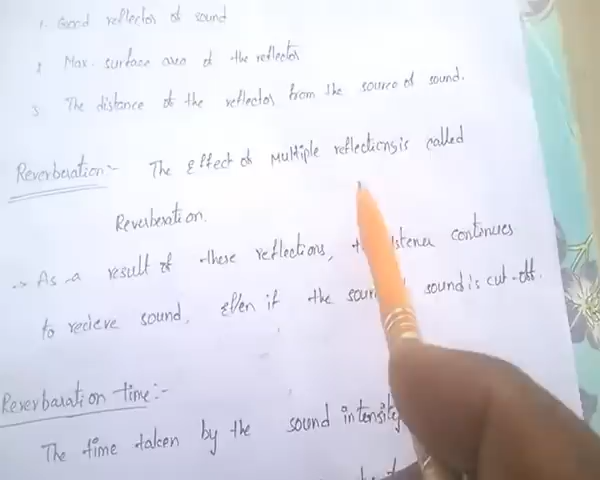 1. Good reflector of sound
2 Max. surface area of the reflector
3 The distance of the reflector from the source of sound.
Reverberation:- The Effect of Multiple reflections is called
Reverberation.
-> As a result of these reflections, listener continues
to recieve sound, Even if the sound is cut-off.
Reverbaration time:-
The time taken by the sound intensity